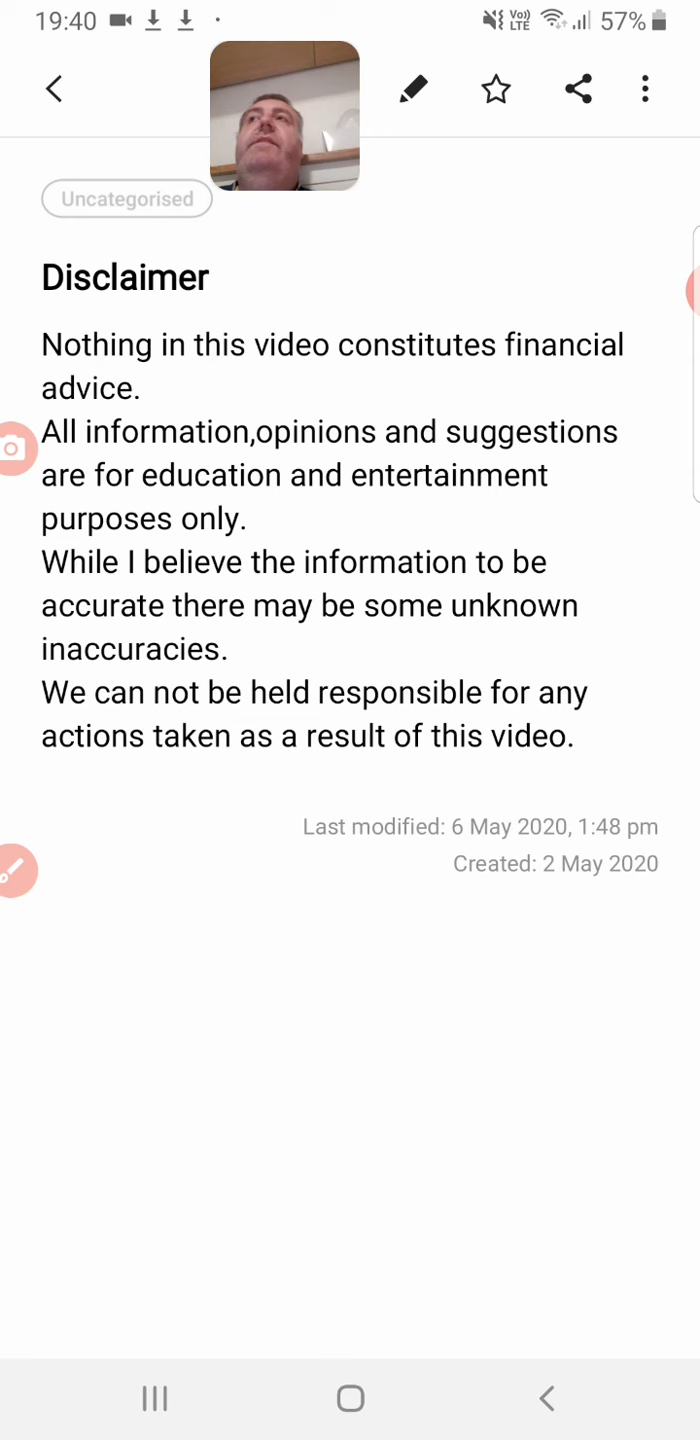 19:40
Vo)) LTE
57%
Uncategorised
Disclaimer
Nothing in this video constitutes financial
advice.
All information,opinions and suggestions
are for education and entertainment
purposes only.
While I believe the information to be
accurate there may be some unknown
inaccuracies.
We can not be held responsible for any
actions taken as a result of this video.
Last modified: 6 May 2020, 1:48 pm
Created: 2 May 2020